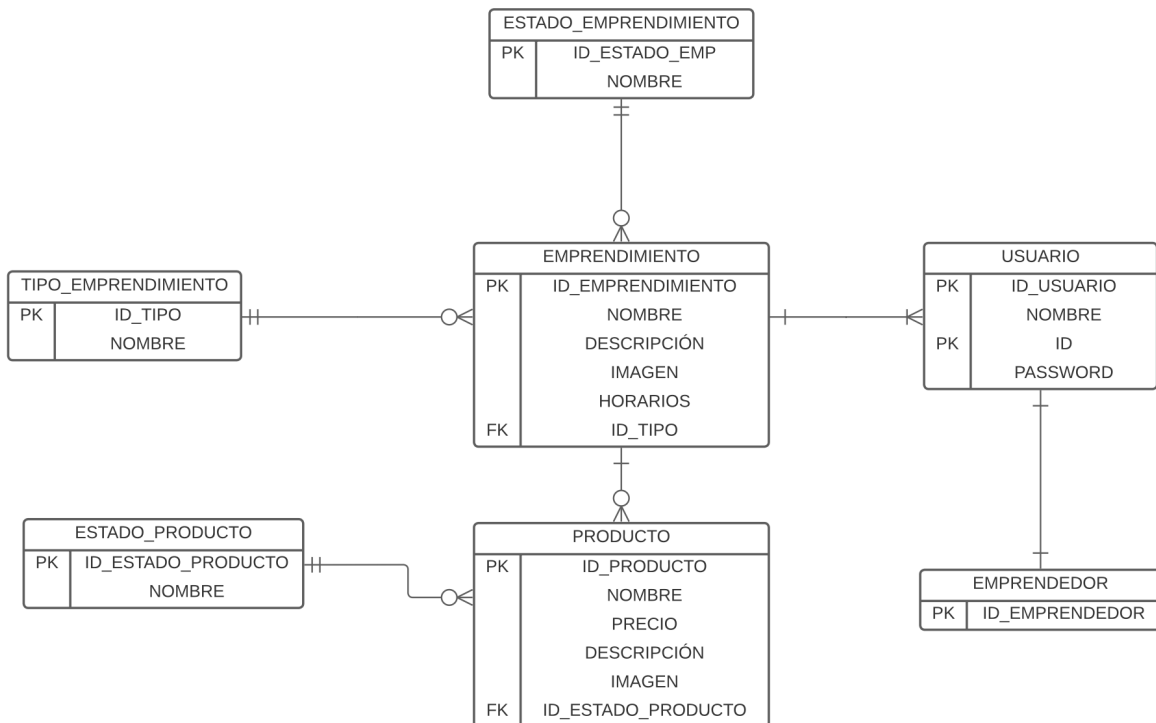 ESTADO_EMPRENDIMIENTO
PK ID_ESTADO_EMP
NOMBRE
TIPO_EMPRENDIMIENTO
PK ID_TIPO
NOMBRE
EMPRENDIMIENTO
PK ID_EMPRENDIMIENTO
NOMBRE
DESCRIPCIÓN
IMAGEN
HORARIOS
FK ID_TIPO
USUARIO
PK ID_USUARIO
NOMBRE
PK ID
PASSWORD
ESTADO_PRODUCTO
PK ID_ESTADO_PRODUCTO
NOMBRE
PRODUCTO
PK ID_PRODUCTO
NOMBRE
PRECIO
DESCRIPCIÓN
IMAGEN
FK ID_ESTADO_PRODUCTO
EMPRENDEDOR
PK ID_EMPRENDEDOR